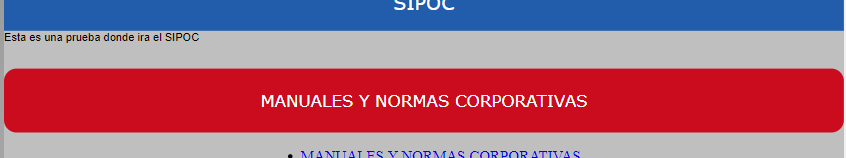 SIPOC
Esta es una prueba donde ira el SIPOC
MANUALES Y NORMAS CORPORATIVAS
MANUALES Y NORMAS CORPORATIVAS